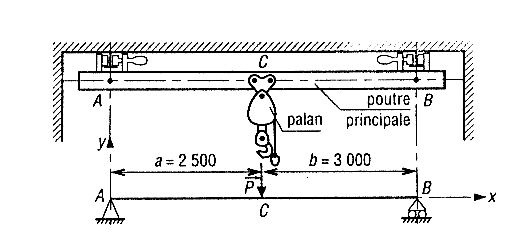 C
A
poutre
principale
B
palan
y
a = 2 500
b = 3 000
P
A
C
B
x